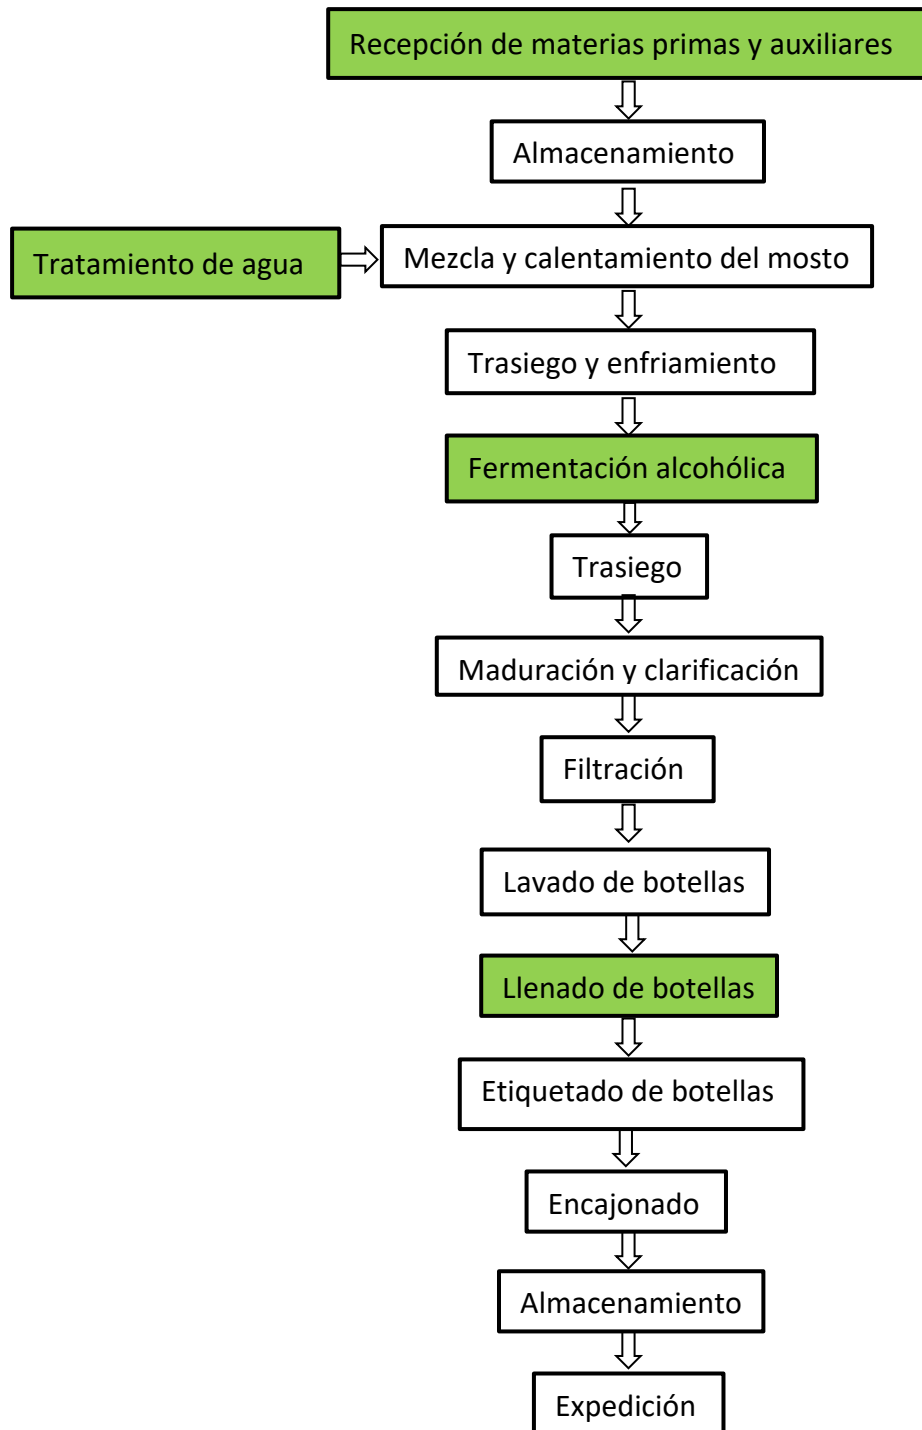 Recepción de materias primas y auxiliares
Almacenamiento
Tratamiento de agua
Mezcla y calentamiento del mosto
Trasiego y enfriamiento
Fermentación alcohólica
Trasiego
Maduración y clarificación
Filtración
Lavado de botellas
Llenado de botellas
Etiquetado de botellas
Encajonado
Almacenamiento
Expedición